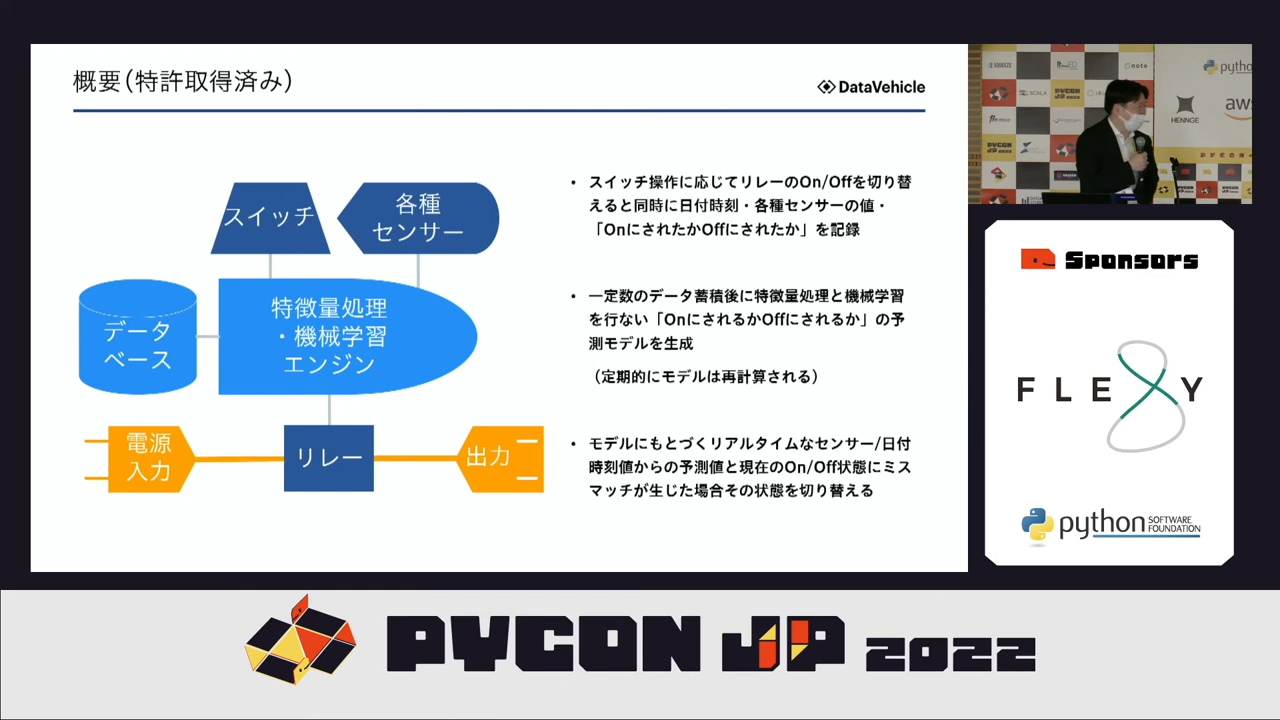 概要(特許取得済み)
DataVehicle
スイッチ
各種
センサー
データ
ベース
特徴量処理
・機械学習
エンジン
電源
入力
リレー
出力
• スイッチ操作に応じてリレーのOn/Offを切り替
えると同時に日付時刻・各種センサーの値・
「OnにされたかOffにされたか」を記録
• 一定数のデータ蓄積後に特徴量処理と機械学習
を行ない「OnにされるかOffにされるか」の予
測モデルを生成
（定期的にモデルは再計算される）
• モデルにもとづくリアルタイムなセンサー/日付
時刻値からの予測値と現在のOn/Off状態にミス
マッチが生じた場合その状態を切り替える
note
python
SCALA
PYCON
JP 2022
HENNGE
aws
PYCON
JP 2022
Sponsors
FLEXY
python
SOFTWARE
FOUNDATION
PYCON JP 2022